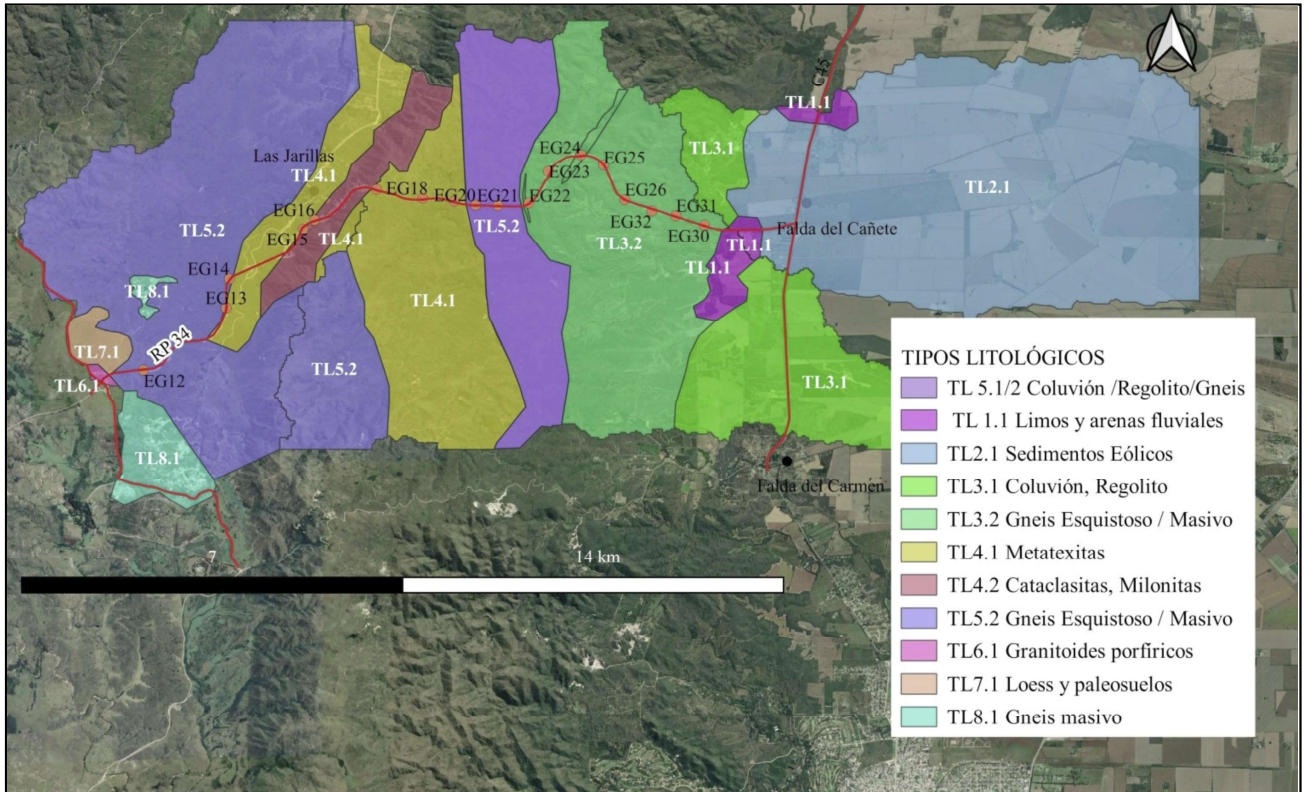 C45
TL1.1
EG24
TL3.1
Las Jarillas
EG25
TL4.1
EG23
TL2.1
EG18
EG20
EG21
EG22
EG26
EG16
EG31
TL5.2
EG32
TL5.2
EG30
Falda del Cañete
EG15
TL4.1
TL3.2
TL1.1
EG14
TL1.1
TL8.1
EG13
TL4.1
RP 34
TL7.1
TL5.2
TL6.1
EG12
TL3.1
TL8.1
Falda del Carmen
7
14 km
TIPOS LITOLÓGICOS
TL 5.1/2 Coluvión /Regolito/Gneis
TL 1.1 Limos y arenas fluviales
TL2.1 Sedimentos Eólicos
TL3.1 Coluvión, Regolito
TL3.2 Gneis Esquistoso / Masivo
TL4.1 Metatexitas
TL4.2 Cataclasitas, Milonitas
TL5.2 Gneis Esquistoso / Masivo
TL6.1 Granitoides porfíricos
TL7.1 Loess y paleosuelos
TL8.1 Gneis masivo